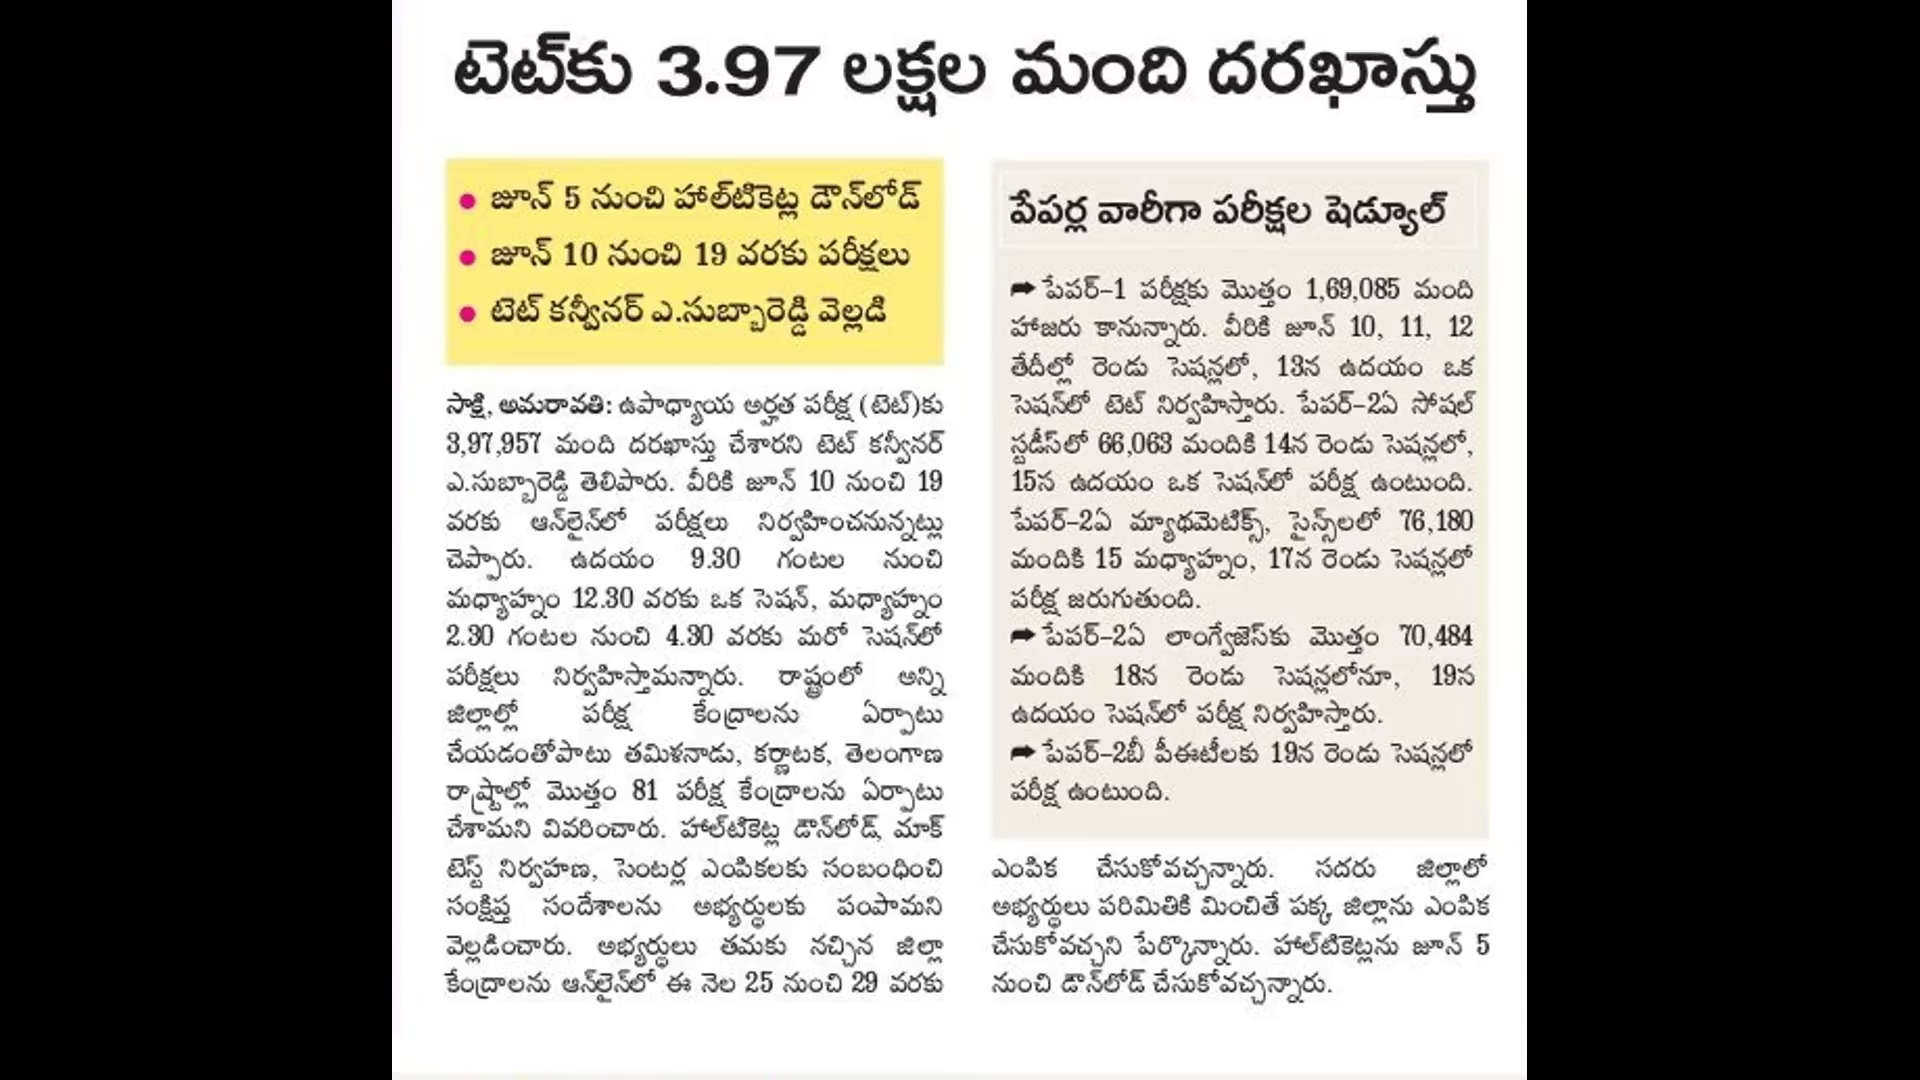 టెట్‌కు 3.97 లక్షల మంది దరఖాస్తు
● జూన్ 5 నుంచి హాల్‌టికెట్ల డౌన్‌లోడ్
● జూన్ 10 నుంచి 19 వరకు పరీక్షలు
● టెట్ కన్వీనర్ ఎ.సుబ్బారెడ్డి వెల్లడి
సాక్షి, అమరావతి: ఉపాధ్యాయ అర్హత పరీక్ష (టెట్)కు
3,97,957 మంది దరఖాస్తు చేశారని టెట్ కన్వీనర్
ఎ.సుబ్బారెడ్డి తెలిపారు. వీరికి జూన్ 10 నుంచి 19
వరకు ఆన్‌లైన్‌లో పరీక్షలు నిర్వహించనున్నట్లు
చెప్పారు. ఉదయం 9.30 గంటల నుంచి
మధ్యాహ్నం 12.30 వరకు ఒక సెషన్, మధ్యాహ్నం
2.30 గంటల నుంచి 4.30 వరకు మరో సెషన్‌లో
పరీక్షలు నిర్వహిస్తామన్నారు. రాష్ట్రంలో అన్ని
జిల్లాల్లో పరీక్ష కేంద్రాలను ఏర్పాటు
చేయడంతోపాటు తమిళనాడు, కర్ణాటక, తెలంగాణ
రాష్ట్రాల్లో మొత్తం 81 పరీక్ష కేంద్రాలను ఏర్పాటు
చేశామని వివరించారు. హాల్‌టికెట్ల డౌన్‌లోడ్, మాక్
టెస్ట్ నిర్వహణ, సెంటర్ల ఎంపికలకు సంబంధించి
సంక్షిప్త సందేశాలను అభ్యర్థులకు పంపామని
వెల్లడించారు. అభ్యర్థులు తమకు నచ్చిన జిల్లా
కేంద్రాలను ఆన్‌లైన్‌లో ఈ నెల 25 నుంచి 29 వరకు
పేపర్ల వారీగా పరీక్షల షెడ్యూల్
➡ పేపర్–1 పరీక్షకు మొత్తం 1,69,085 మంది
హాజరు కానున్నారు. వీరికి జూన్ 10, 11, 12
తేదీల్లో రెండు సెషన్లలో, 13న ఉదయం ఒక
సెషన్‌లో టెట్ నిర్వహిస్తారు. పేపర్–2ఏ సోషల్
స్టడీస్‌లో 66,063 మందికి 14న రెండు సెషన్లలో,
15న ఉదయం ఒక సెషన్‌లో పరీక్ష ఉంటుంది.
పేపర్–2ఏ మ్యాథమెటిక్స్, సైన్స్‌లలో 76,180
మందికి 15 మధ్యాహ్నం, 17న రెండు సెషన్లలో
పరీక్ష జరుగుతుంది.
➡ పేపర్–2ఏ లాంగ్వేజెస్‌కు మొత్తం 70,484
మందికి 18న రెండు సెషన్లలోనూ, 19న
ఉదయం సెషన్‌లో పరీక్ష నిర్వహిస్తారు.
➡ పేపర్–2బీ పీఈటీలకు 19న రెండు సెషన్లలో
పరీక్ష ఉంటుంది.
ఎంపిక చేసుకోవచ్చన్నారు. సదరు జిల్లాలో
అభ్యర్థులు పరిమితికి మించితే పక్క జిల్లాను ఎంపిక
చేసుకోవచ్చని పేర్కొన్నారు. హాల్‌టికెట్లను జూన్ 5
నుంచి డౌన్‌లోడ్ చేసుకోవచ్చన్నారు.